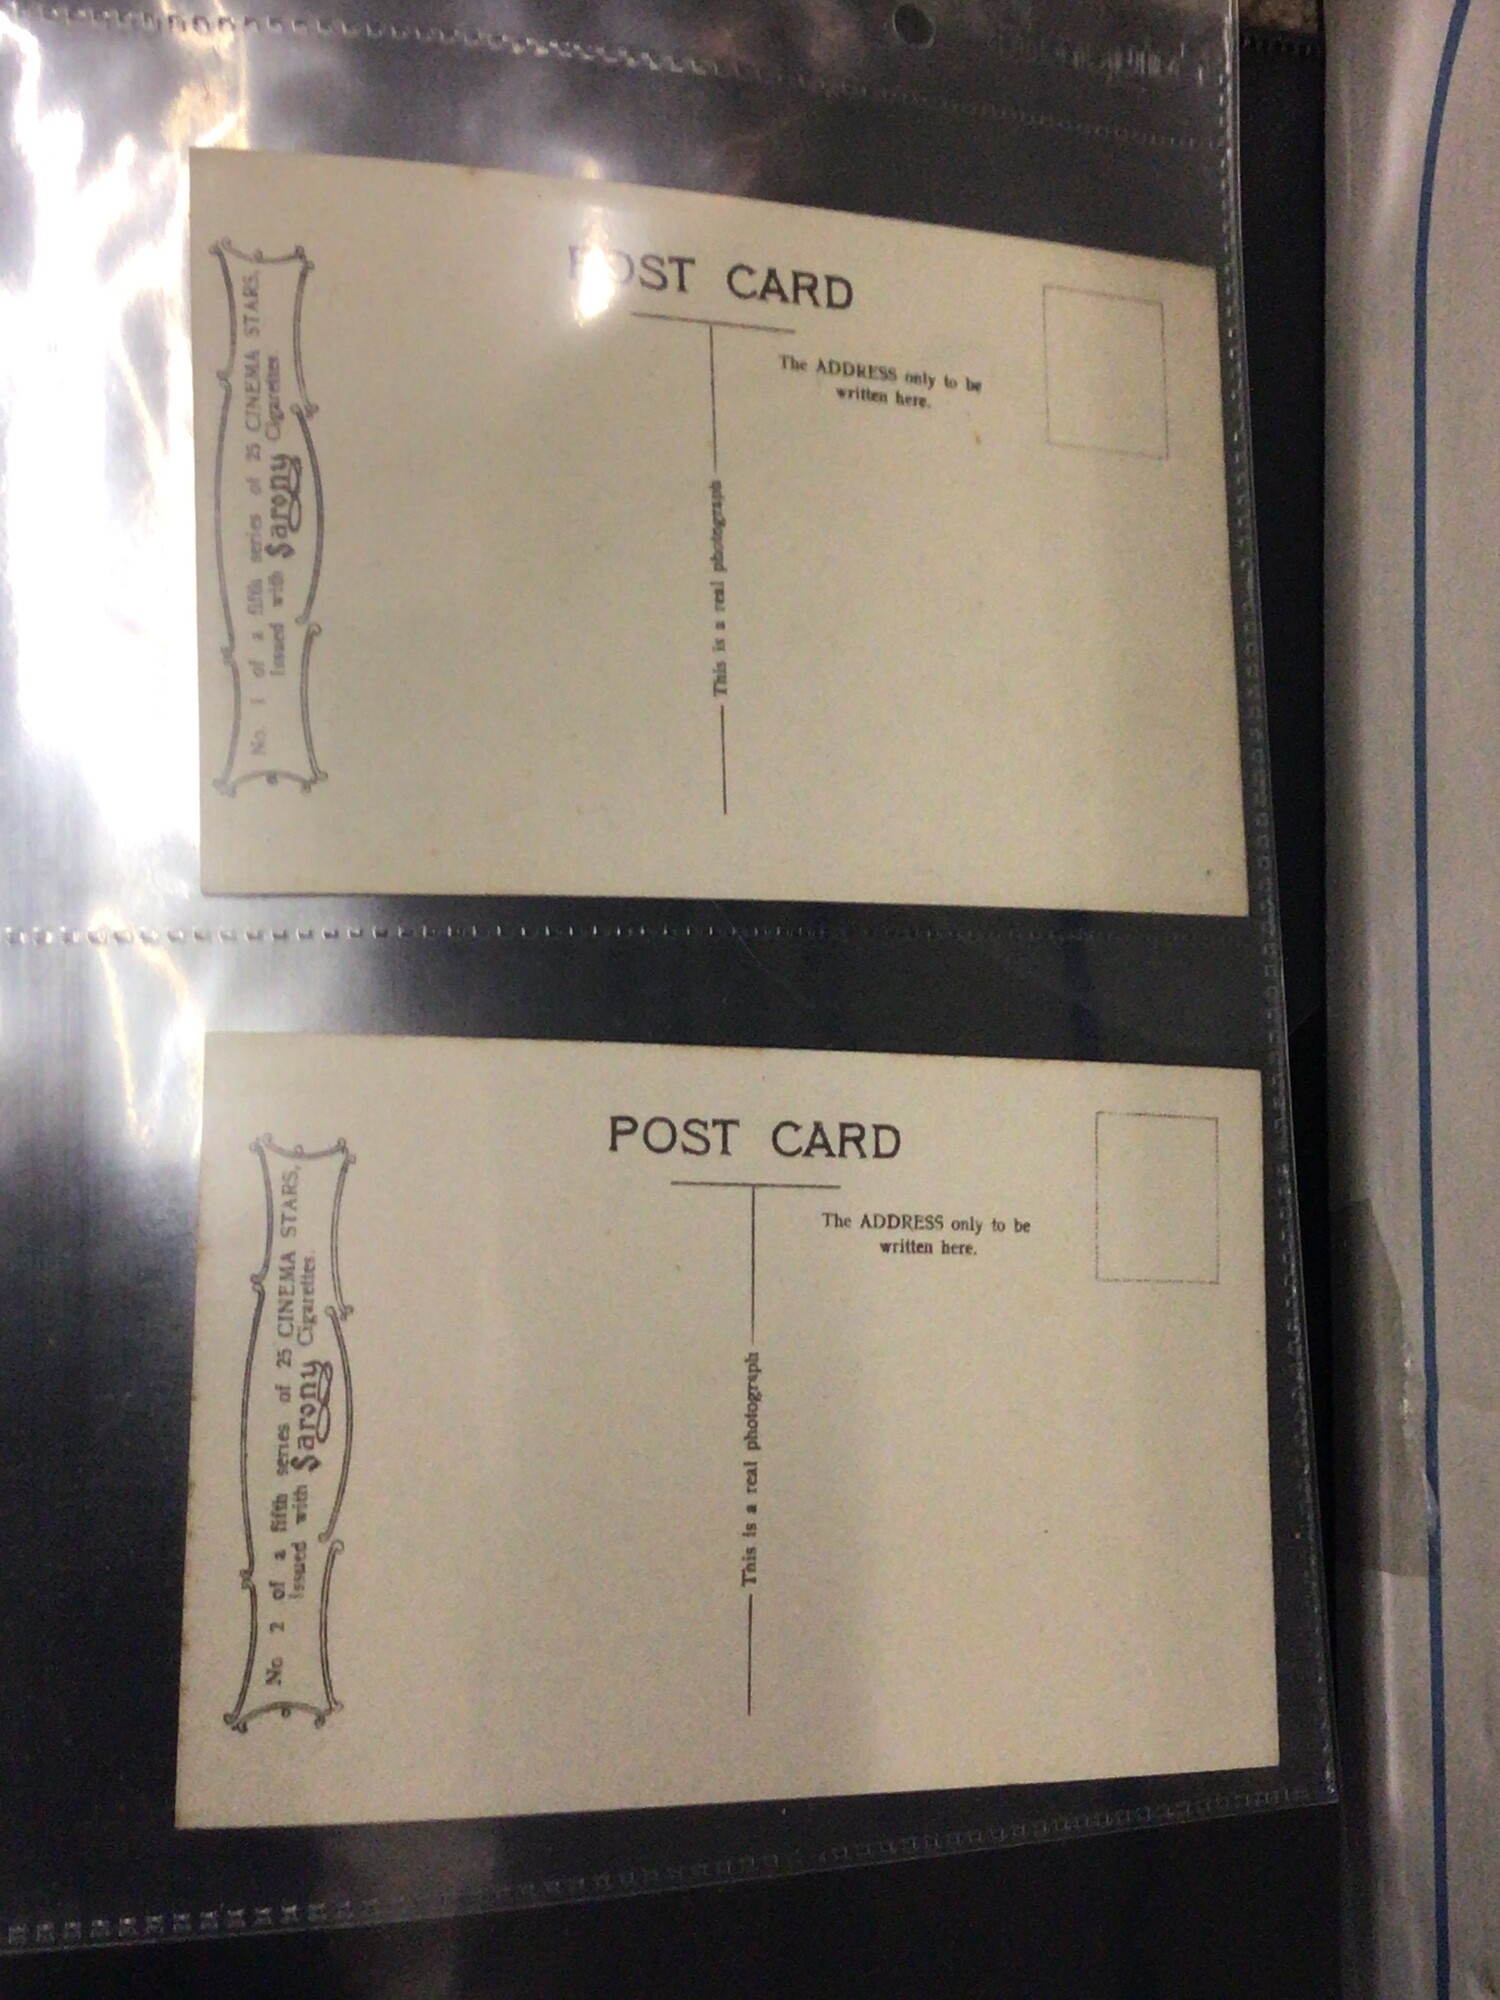 POST CARD
The ADDRESS only to be
written here.
This is a real photograph
No. 1 of a fifth series of 25 CINEMA STARS,
Issued with Sarony Cigarettes.
POST CARD
The ADDRESS only to be
written here.
This is a real photograph
No 2 of a fifth series of 25 CINEMA STARS,
Issued with Sarony Cigarettes.